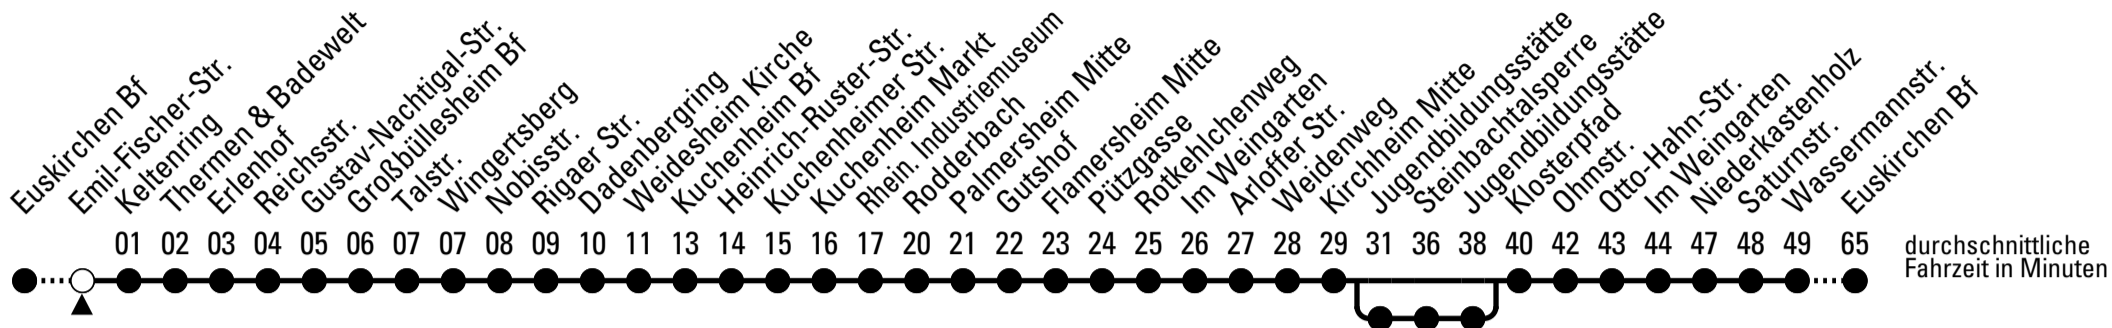 Euskirchen Bf
Emil-Fischer-Str.
Keltenring
Thermen & Badewelt
Erlenhof
Reichsstr.
Gustav-Nachtigal-Str.
Großbüllesheim Bf
Talstr.
Wingertsberg
Nobisstr.
Rigaer Str.
Dadenbergring
Weidesheim Kirche
Kuchenheim Bf
Heinrich-Ruster-Str.
Kuchenheimer Str.
Kuchenheim Markt
Rhein. Industriemuseum
Rodderbach
Palmersheim Mitte
Gutshof
Flamersheim Mitte
Pützgasse
Rotkehlchenweg
Im Weingarten
Arloffer Str.
Weidenweg
Kirchheim Mitte
Jugendbildungsstätte
Steinbachtalsperre
Jugendbildungsstätte
Klosterpfad
Ohmstr.
Otto-Hahn-Str.
Im Weingarten
Niederkastenholz
Saturnstr.
Wassermannstr.
Euskirchen Bf
01 02 03 04 05 06 07 07 08 09 10 11 13 14 15 16 17 20 21 22 23 24 25 26 27 28 29 31 36 38 40 42 43 44 47 48 49 65
durchschnittliche
Fahrzeit in Minuten